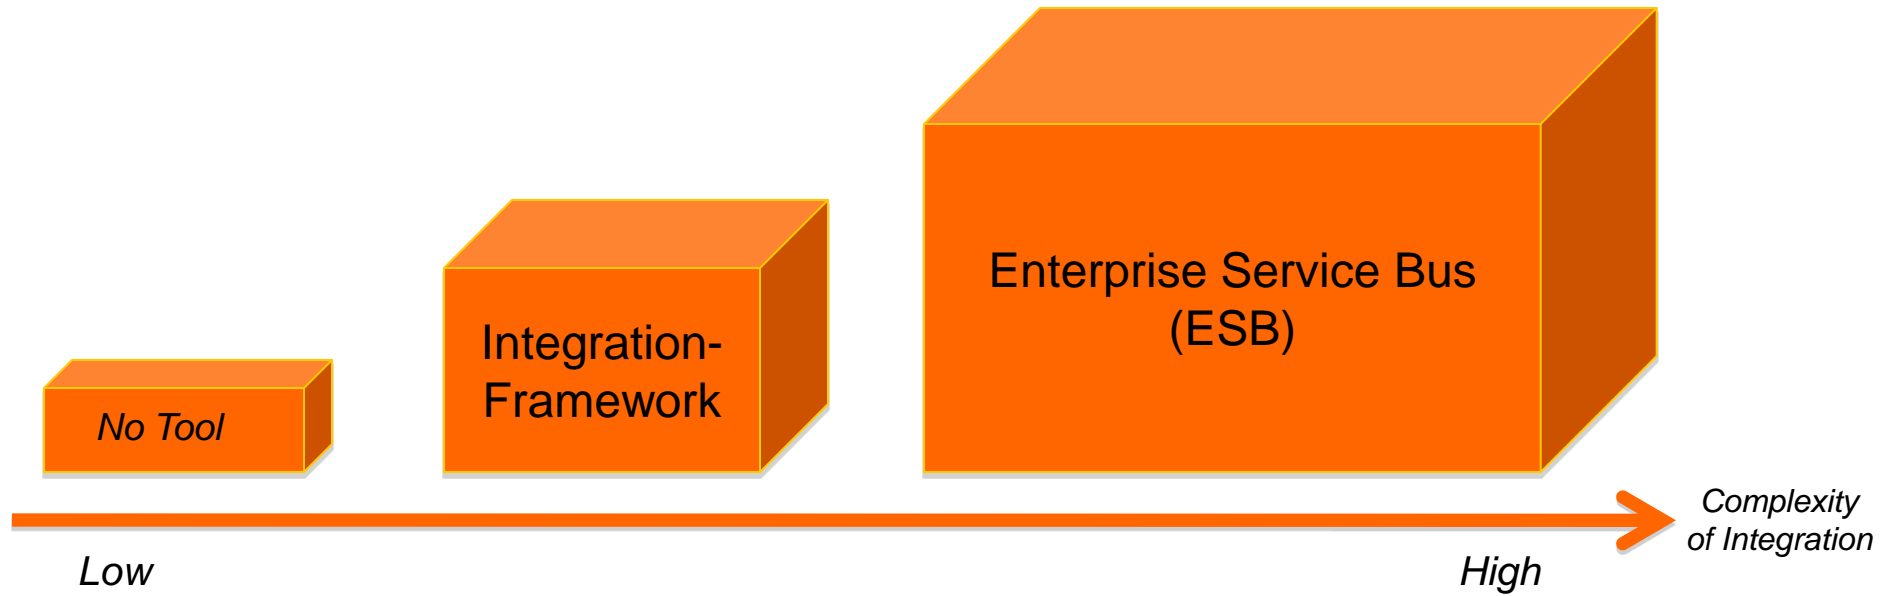 Enterprise Service Bus
(ESB)
Integration-
Framework
No Tool
Complexity
of Integration
Low
High